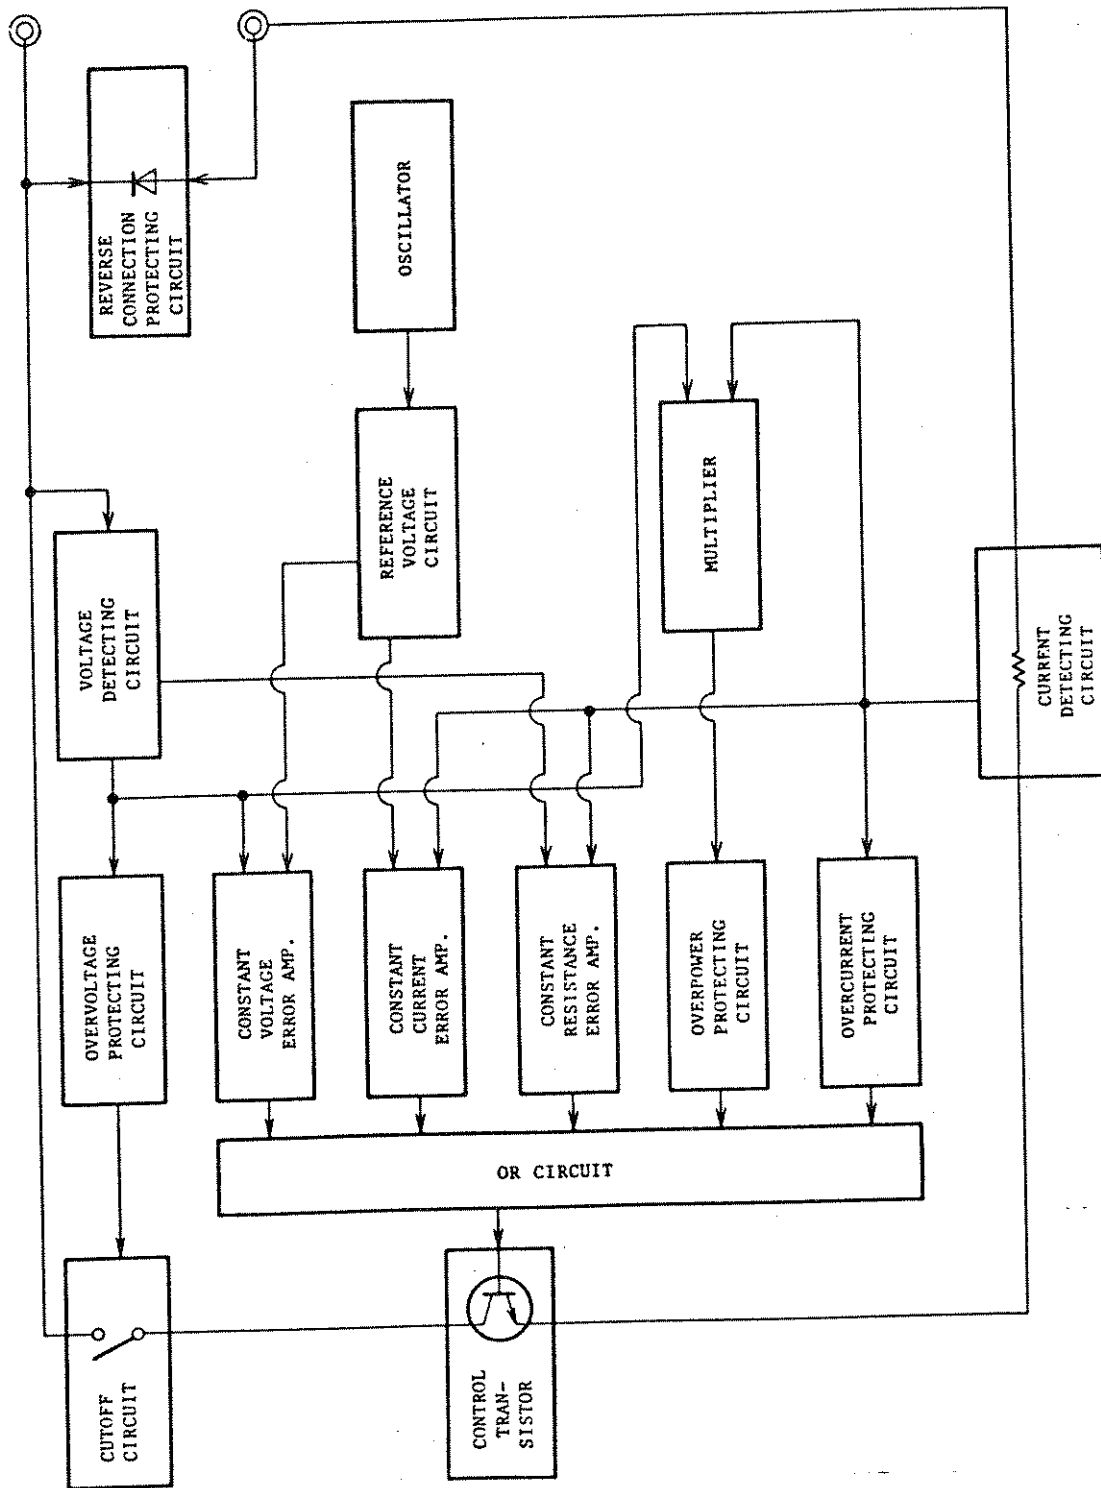 REVERSE
CONNECTION
PROTECTING
CIRCUIT
OSCILLATOR
VOLTAGE
DETECTING
CIRCUIT
REFERENCE
VOLTAGE
CIRCUIT
MULTIPLIER
CURRENT
DETECTING
CIRCUIT
OVERVOLTAGE
PROTECTING
CIRCUIT
CONSTANT
VOLTAGE
ERROR AMP.
CONSTANT
CURRENT
ERROR AMP.
CONSTANT
RESISTANCE
ERROR AMP.
OVERPOWER
PROTECTING
CIRCUIT
OVERCURRENT
PROTECTING
CIRCUIT
OR CIRCUIT
CUTOFF
CIRCUIT
CONTROL
TRAN-
SISTOR